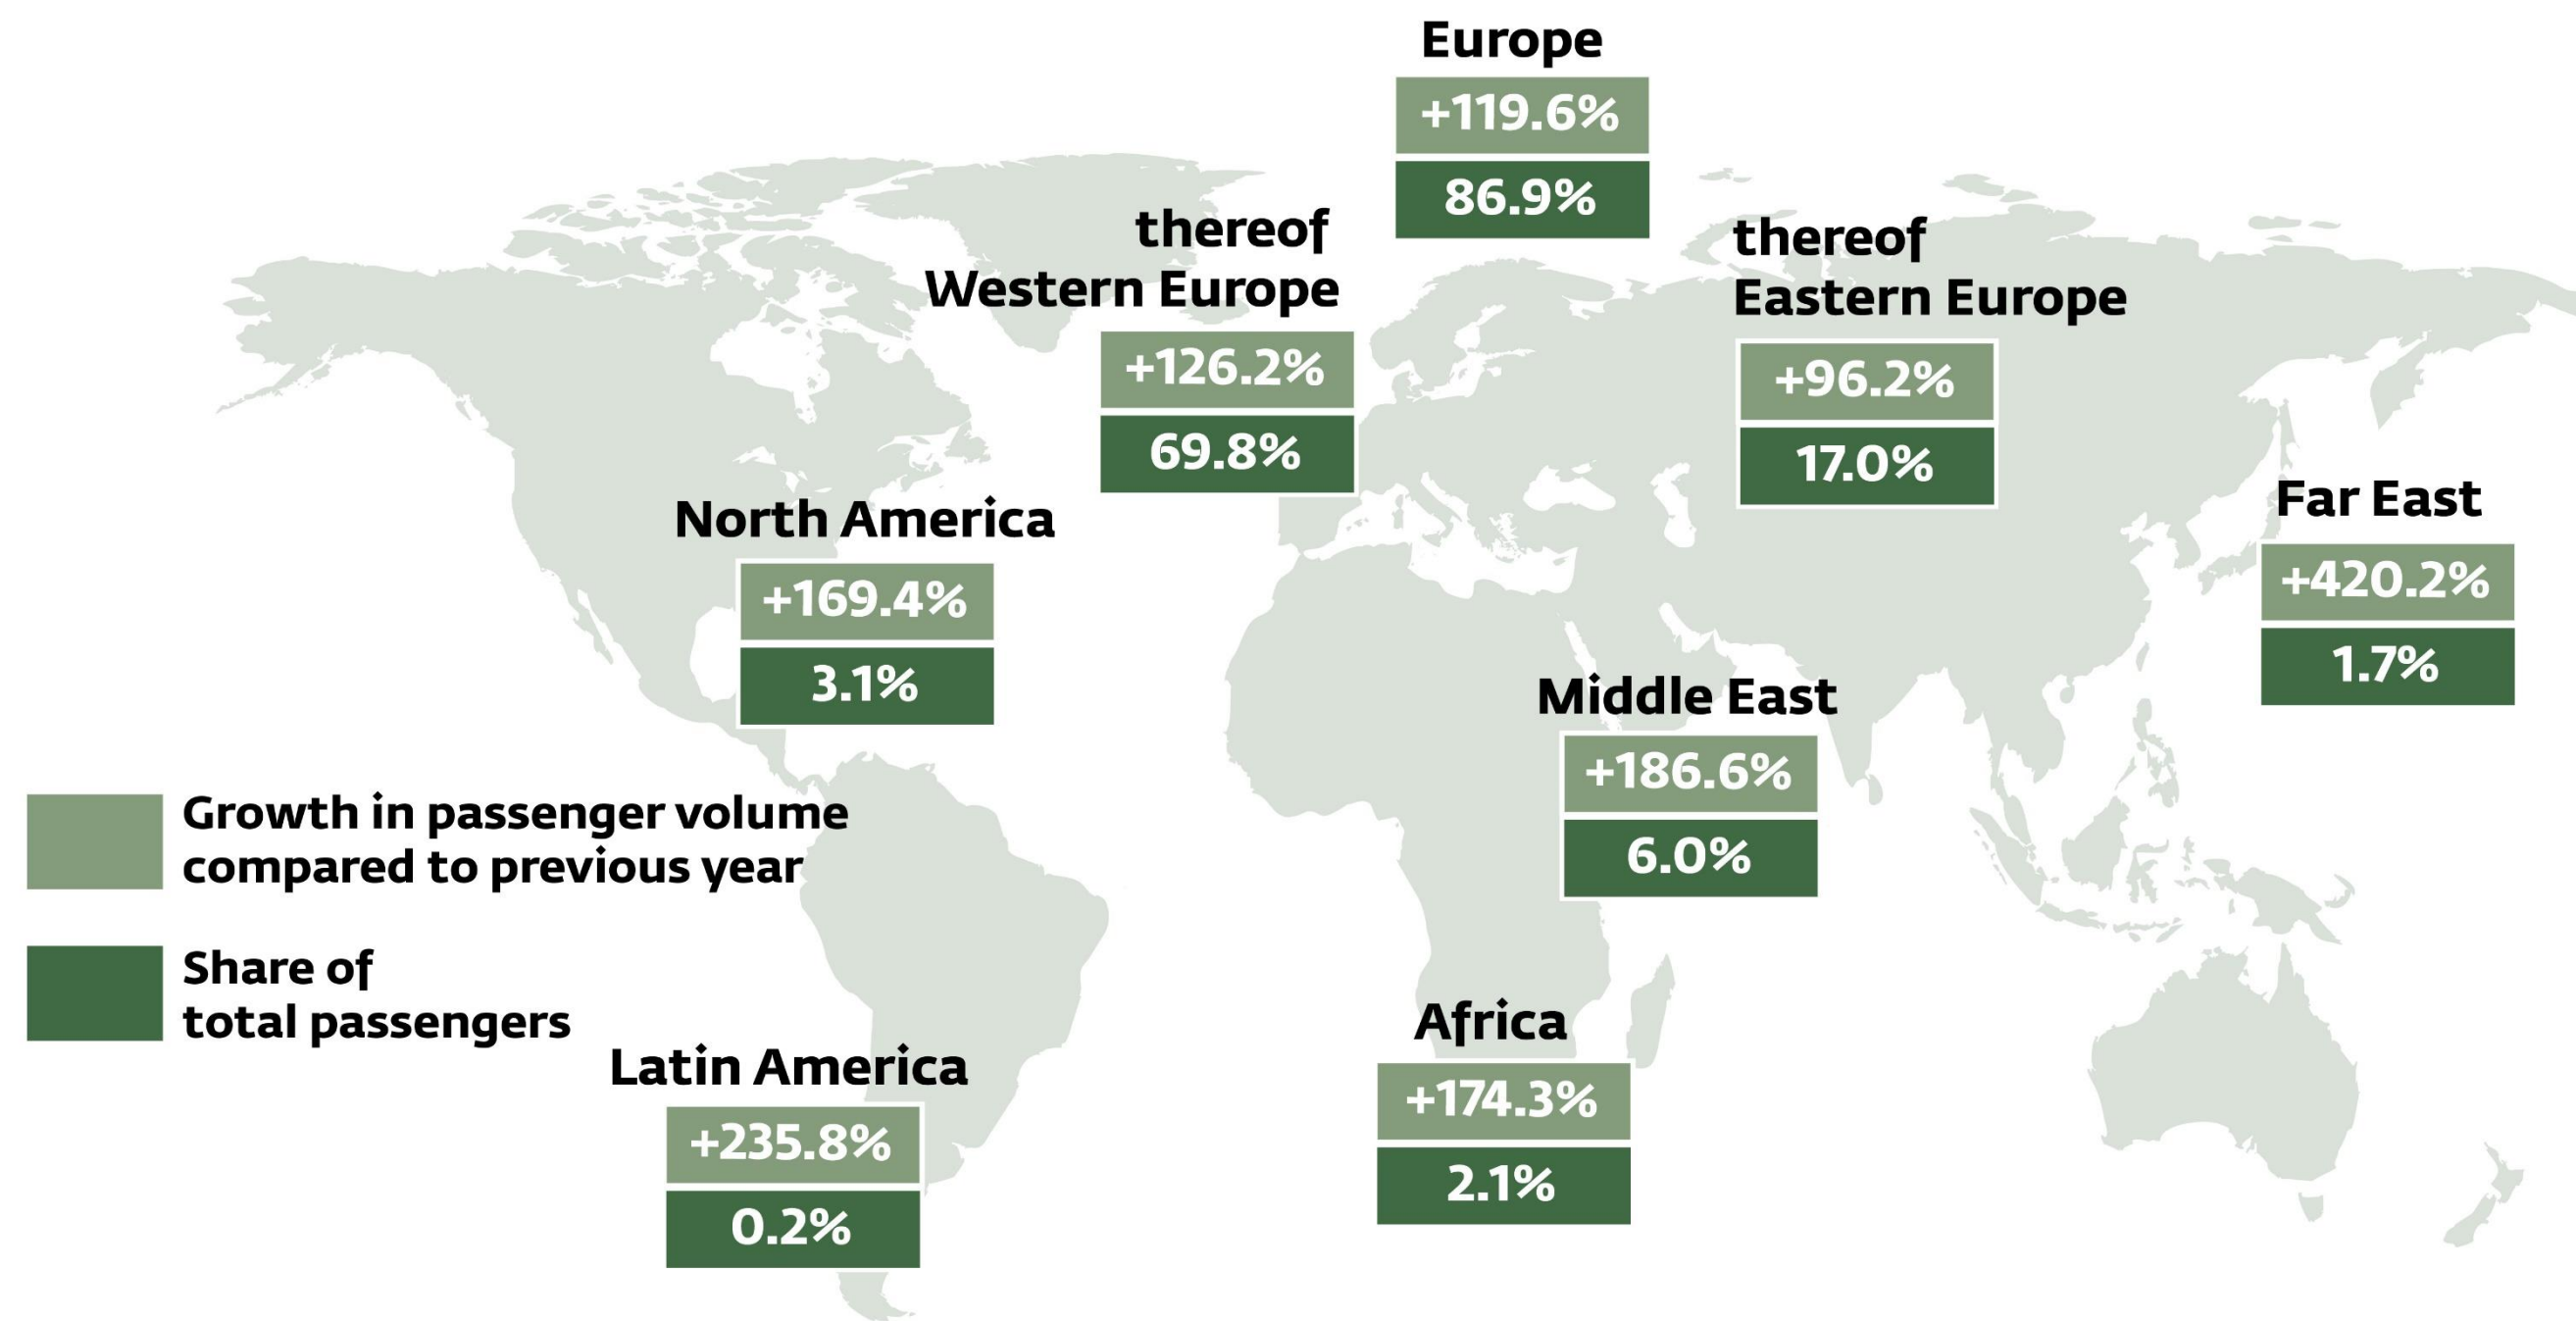 Europe
+119.6%
86.9%
thereof
Western Europe
+126.2%
69.8%
thereof
Eastern Europe
+96.2%
17.0%
North America
+169.4%
3.1%
Far East
+420.2%
1.7%
Middle East
+186.6%
6.0%
Growth in passenger volume
compared to previous year
Share of
total passengers
Latin America
+235.8%
0.2%
Africa
+174.3%
2.1%